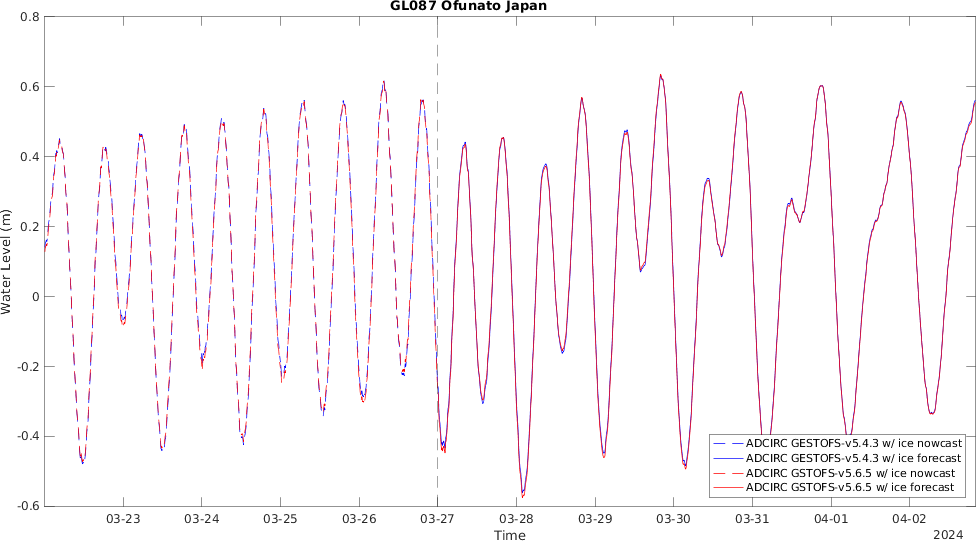 GL087 Ofunato Japan
0.8
0.6
0.4
0.2
0
-0.2
-0.4
-0.6
Water Level (m)
ADCIRC GESTOFS-v5.4.3 w/ ice nowcast
ADCIRC GESTOFS-v5.4.3 w/ ice forecast
ADCIRC GSTOFS-v5.6.5 w/ ice nowcast
ADCIRC GSTOFS-v5.6.5 w/ ice forecast
03-23 03-24 03-25 03-26 03-27 03-28 03-29 03-30 03-31 04-01 04-02
Time
2024